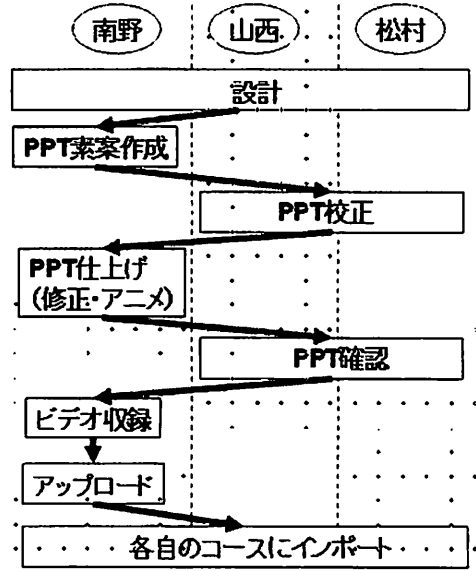 南野
山西
松村
設計
PPT素案作成
PPT校正
PPT仕上げ
（修正・アニメ）
PPT確認
ビデオ収録
アップロード
各自のコースにインポート